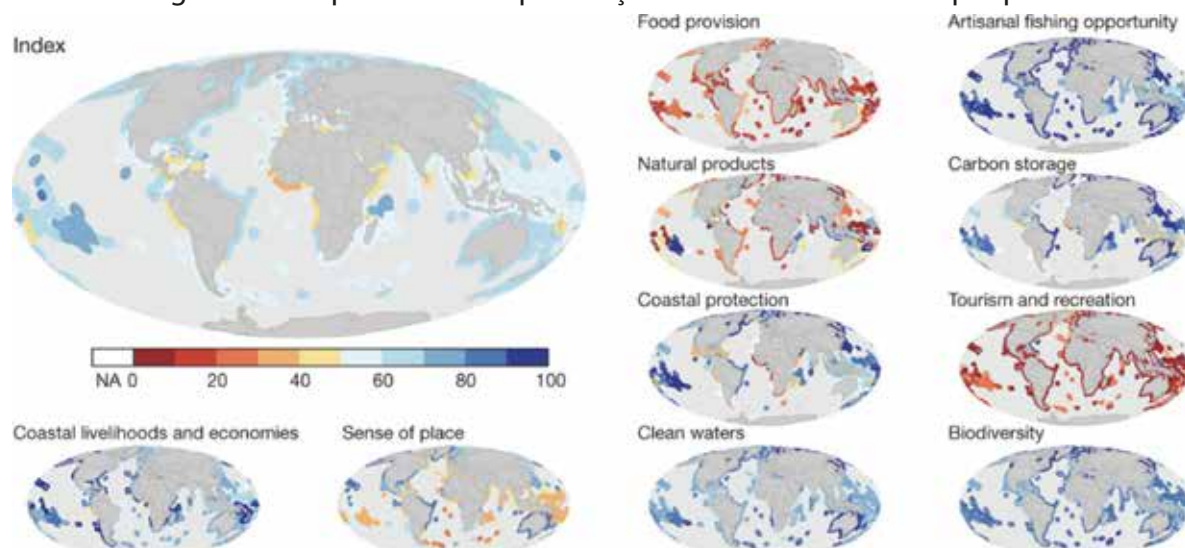 Index
NA 0 20 40 60 80 100
Food provision
Artisanal fishing opportunity
Natural products
Carbon storage
Coastal protection
Tourism and recreation
Coastal livelihoods and economies
Sense of place
Clean waters
Biodiversity